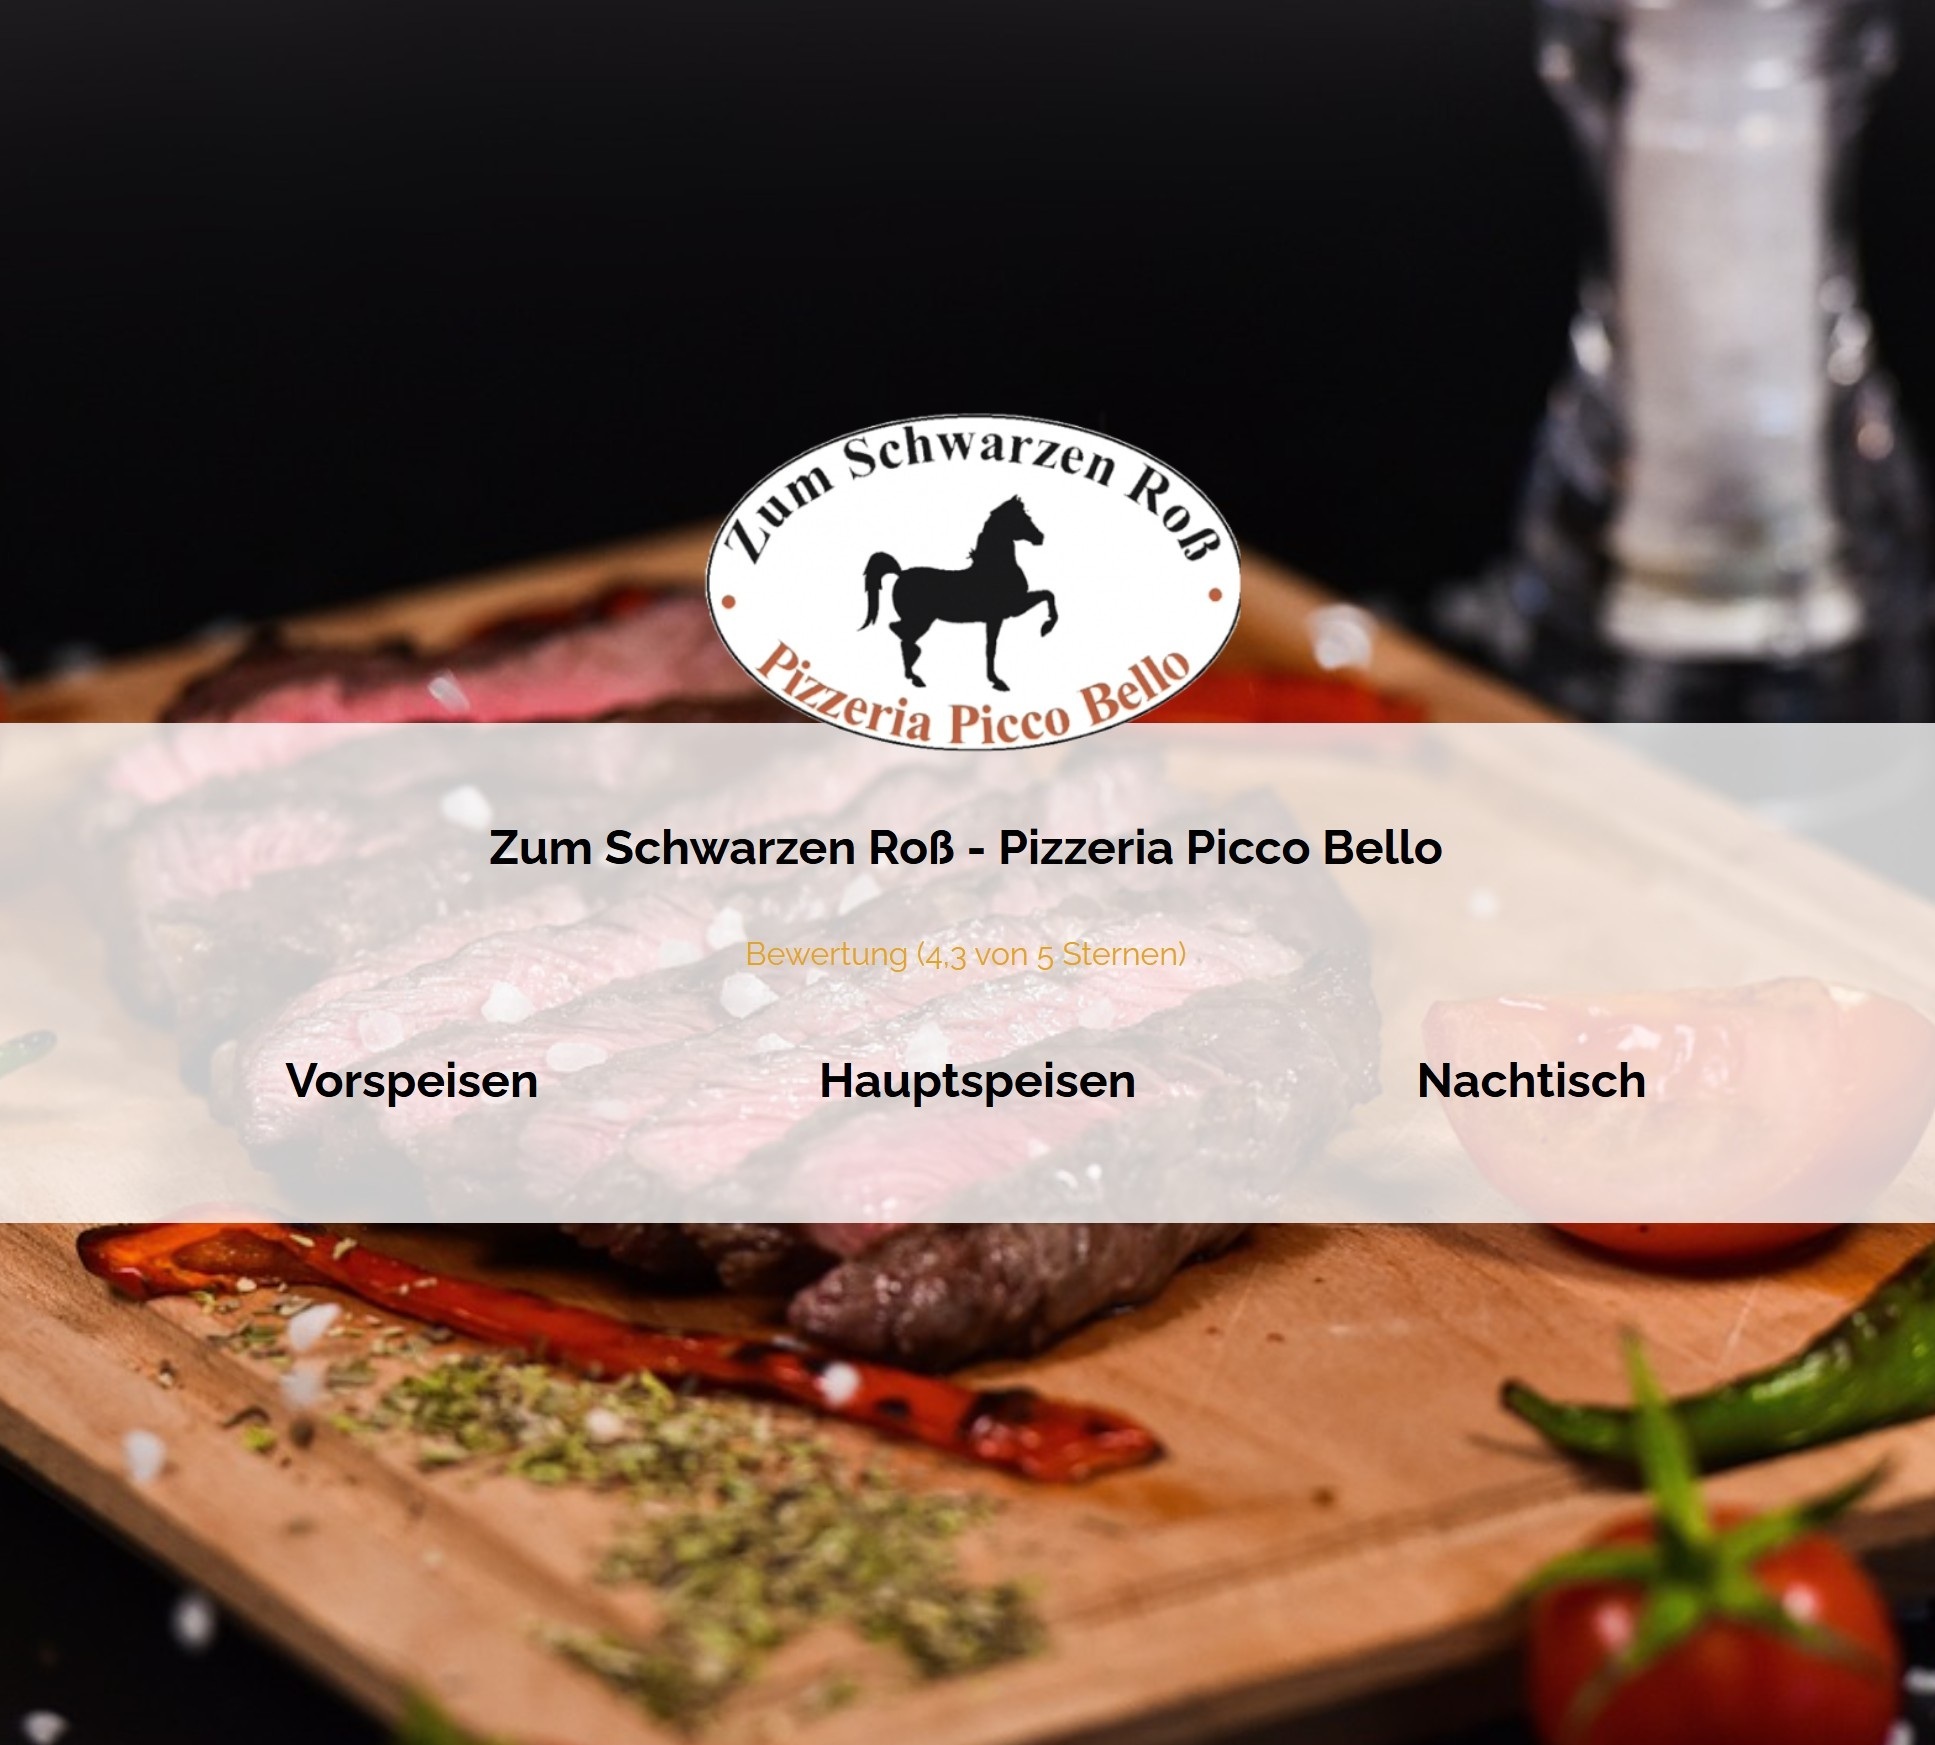 Zum Schwarzen Roß
Pizzeria Picco Bello
Zum Schwarzen Roß - Pizzeria Picco Bello
Bewertung (4,3 von 5 Sternen)
Vorspeisen Hauptspeisen Nachtisch